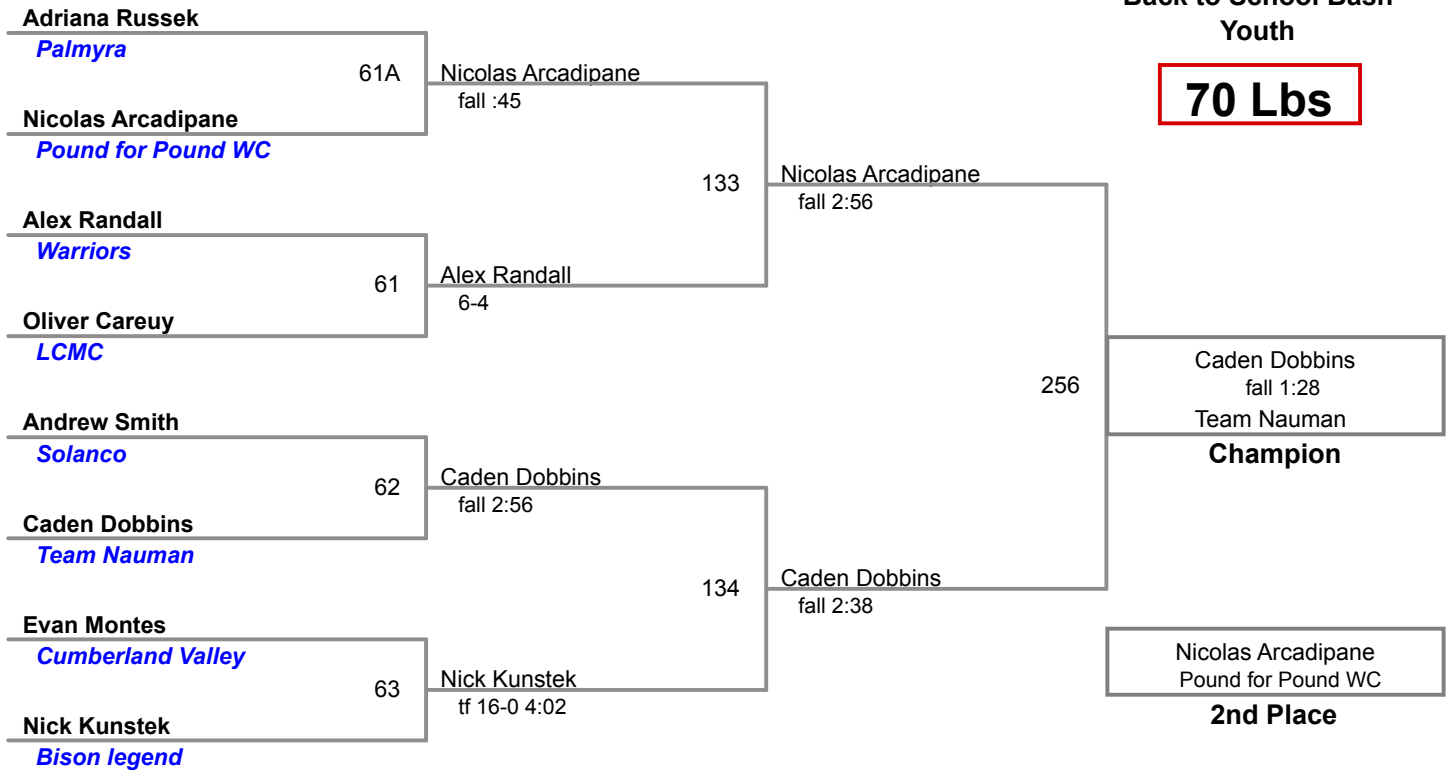 Back to School Bash
Youth
70 Lbs
Adriana Russek
Palmyra
61A
Nicolas Arcadipane
fall :45
Nicolas Arcadipane
Pound for Pound WC
133
Nicolas Arcadipane
fall 2:56
Alex Randall
Warriors
61
Alex Randall
6-4
Oliver Careuy
LCMC
256
Caden Dobbins
fall 1:28
Team Nauman
Champion
Andrew Smith
Solanco
62
Caden Dobbins
fall 2:56
Caden Dobbins
Team Nauman
134
Caden Dobbins
fall 2:38
Evan Montes
Cumberland Valley
63
Nick Kunstek
tf 16-0 4:02
Nick Kunstek
Bison legend
Nicolas Arcadipane
Pound for Pound WC
2nd Place